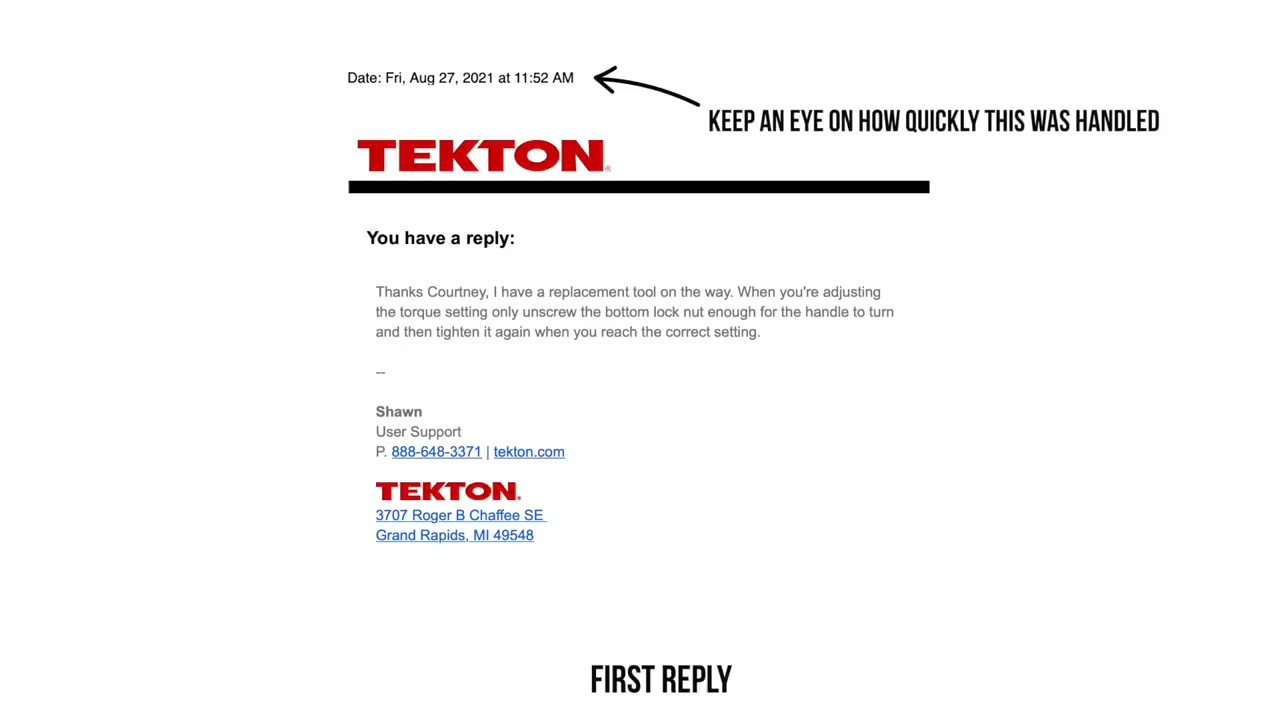 Date: Fri, Aug 27, 2021 at 11:52 AM
KEEP AN EYE ON HOW QUICKLY THIS WAS HANDLED
TEKTON®
You have a reply:
Thanks Courtney, I have a replacement tool on the way. When you're adjusting
the torque setting only unscrew the bottom lock nut enough for the handle to turn
and then tighten it again when you reach the correct setting.
--
Shawn
User Support
P. 888-648-3371 | tekton.com
TEKTON®
3707 Roger B Chaffee SE
Grand Rapids, MI 49548
FIRST REPLY